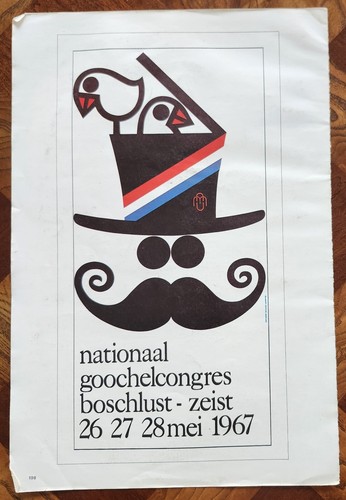 nationaal
goochelcongres
boschlust - zeist
26 27 28 mei 1967